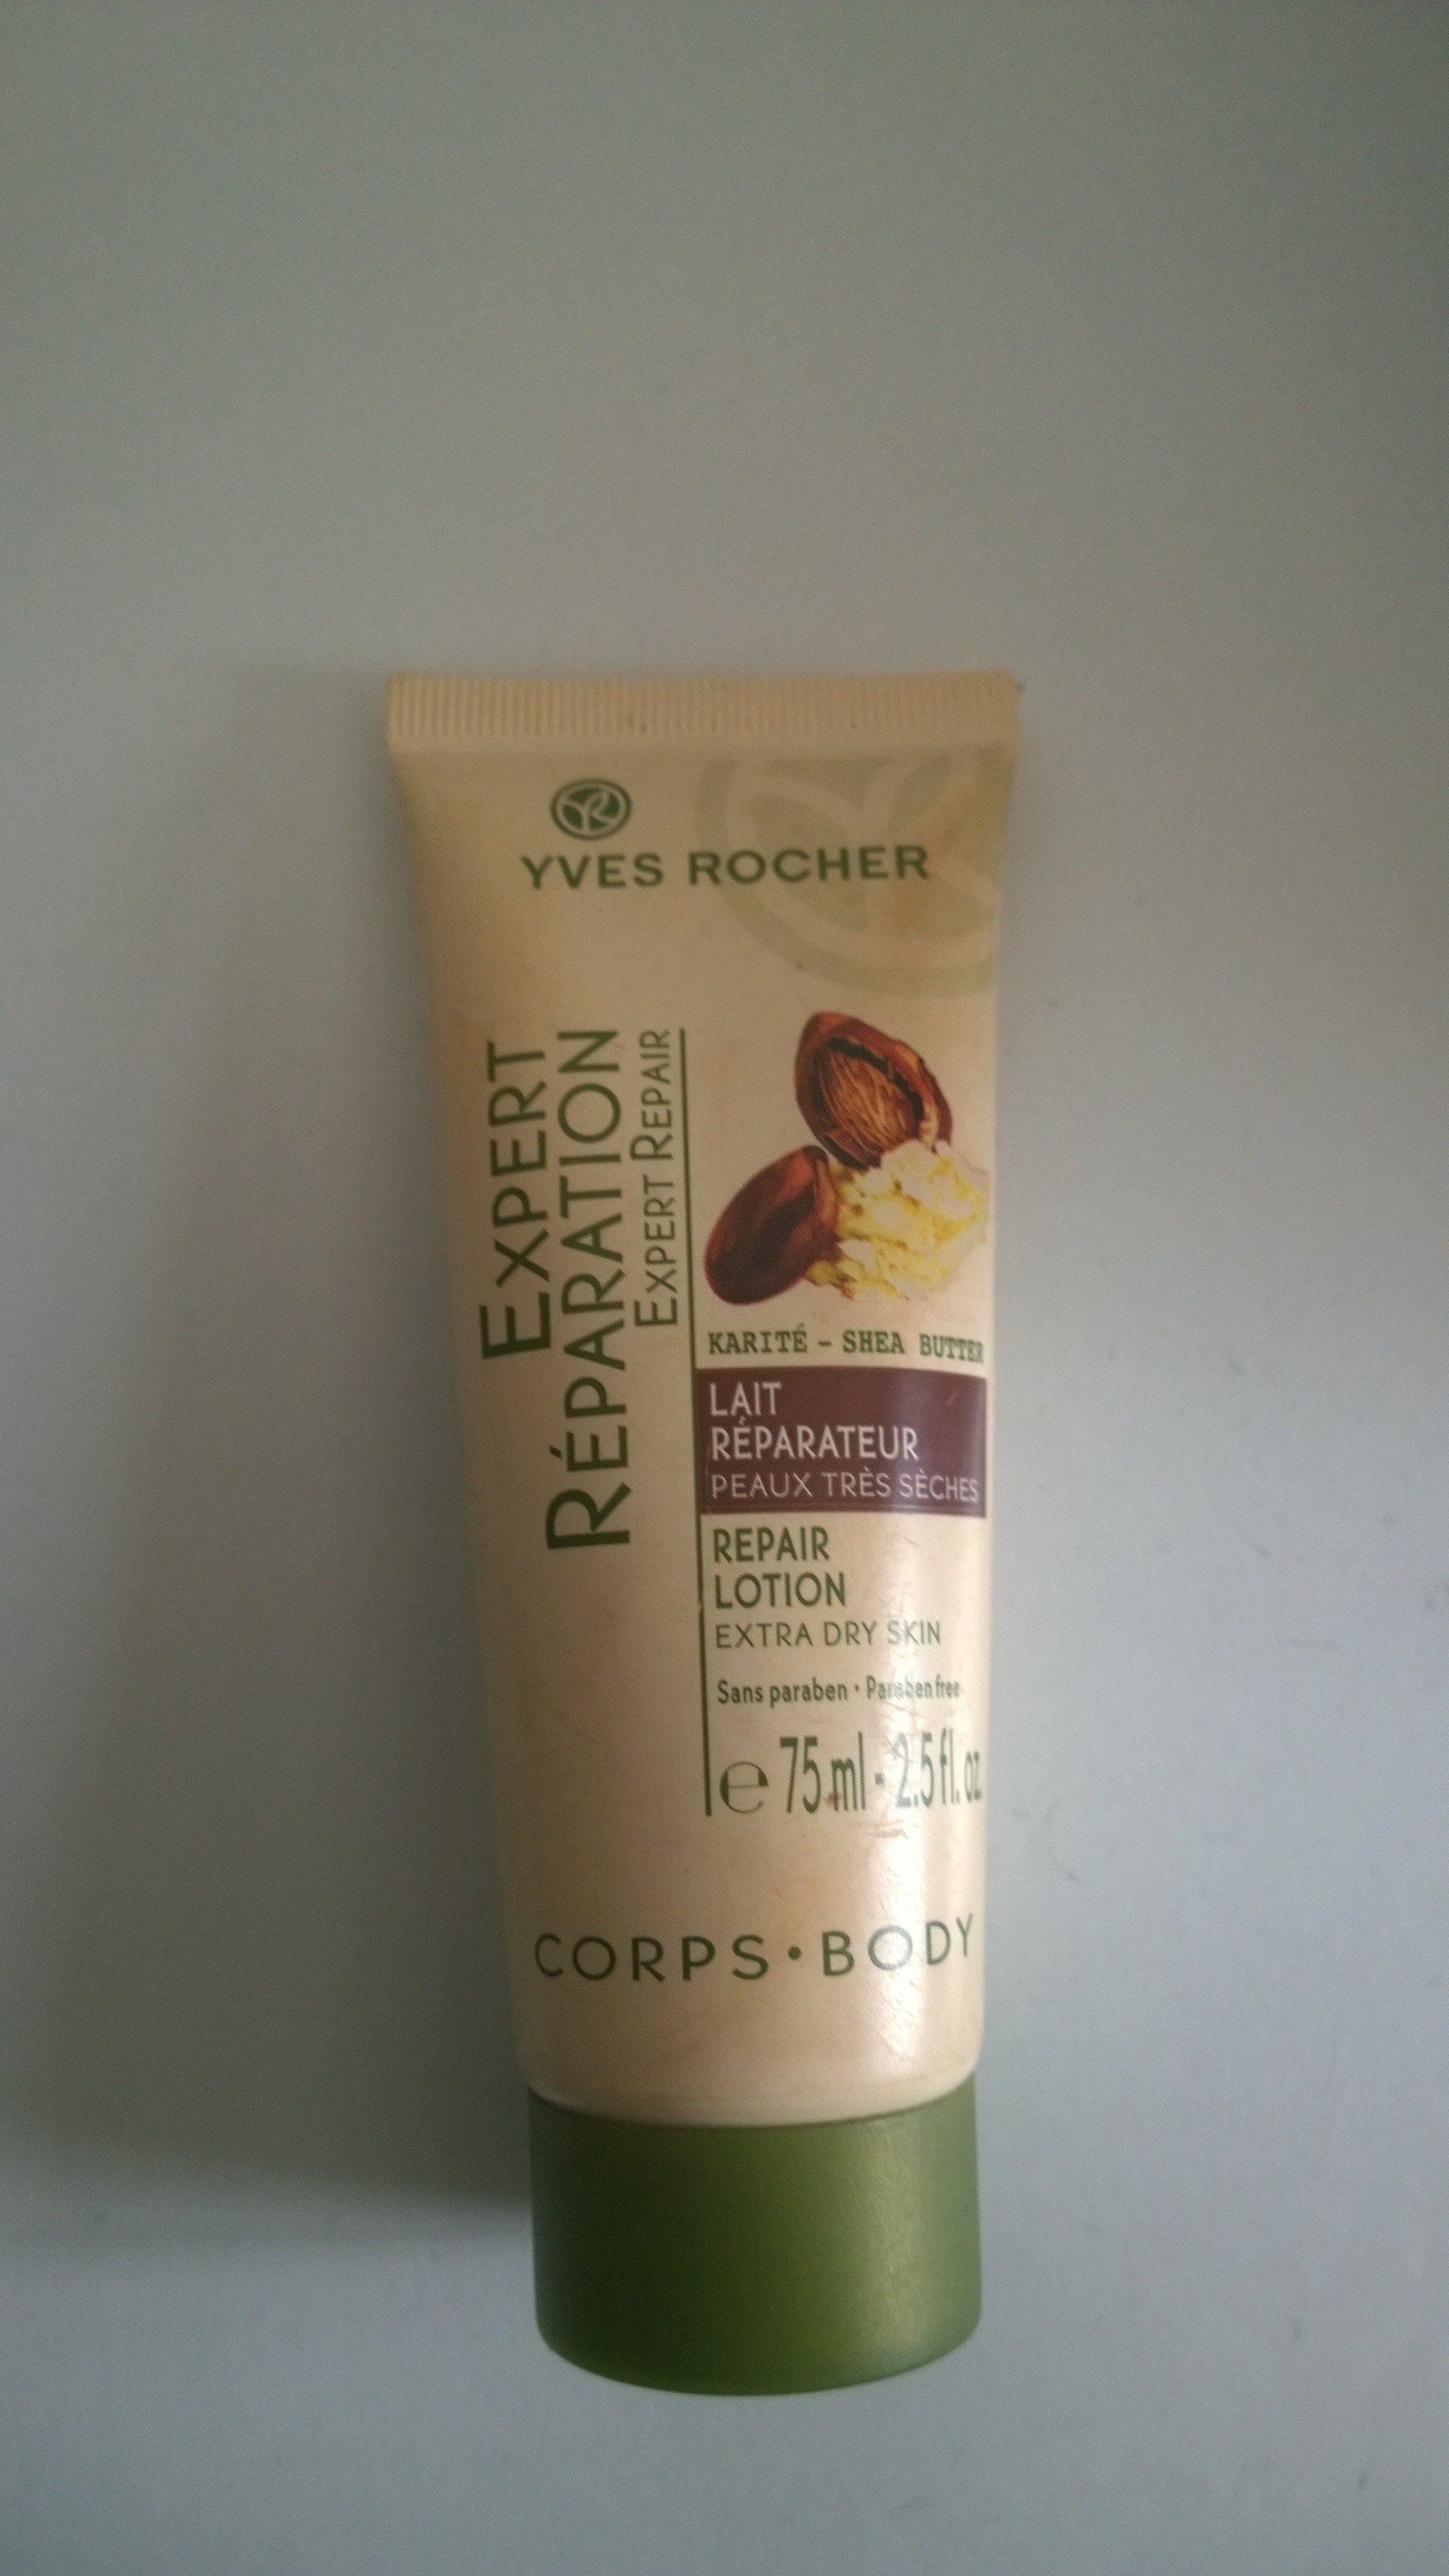 YVES ROCHER
EXPERT
RÉPARATION
EXPERT REPAIR
KARITÉ - SHEA BUTTER
LAIT
RÉPARATEUR
PEAUX TRÈS SÈCHES
REPAIR
LOTION
EXTRA DRY SKIN
Sans paraben • Paraben free
e 75 ml - 2.5 fl. oz.
CORPS • BODY